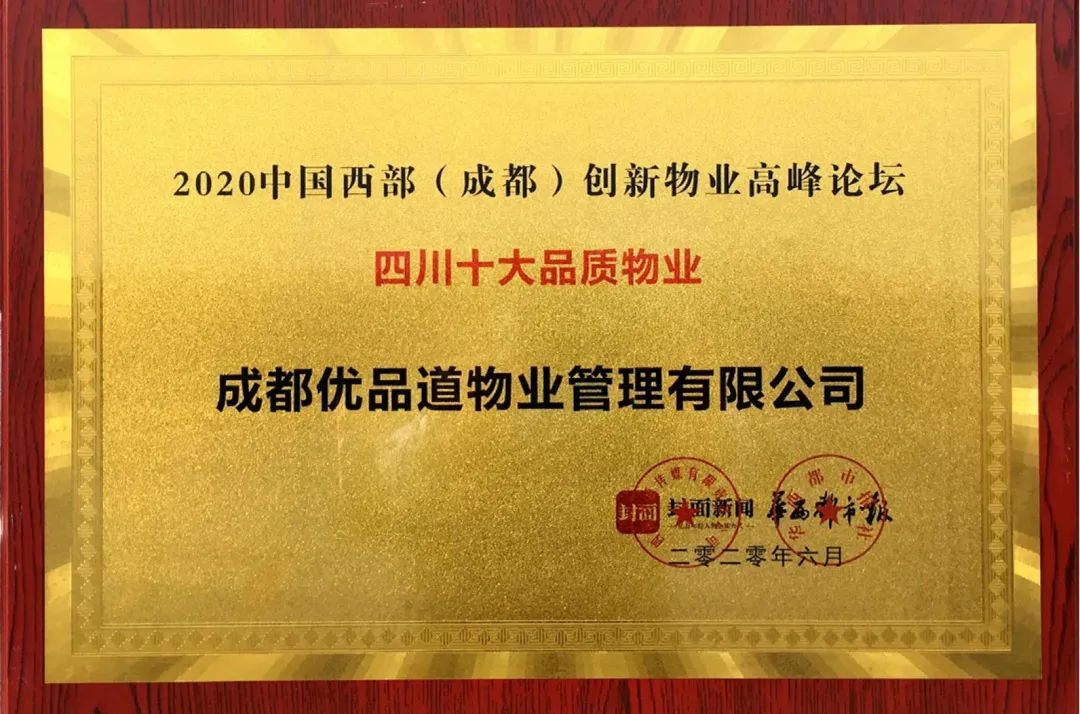 2020中国西部（成都）创新物业高峰论坛
四川十大品质物业
成都优品道物业管理有限公司
封面 封面新闻 华西都市报
二零二零年六月